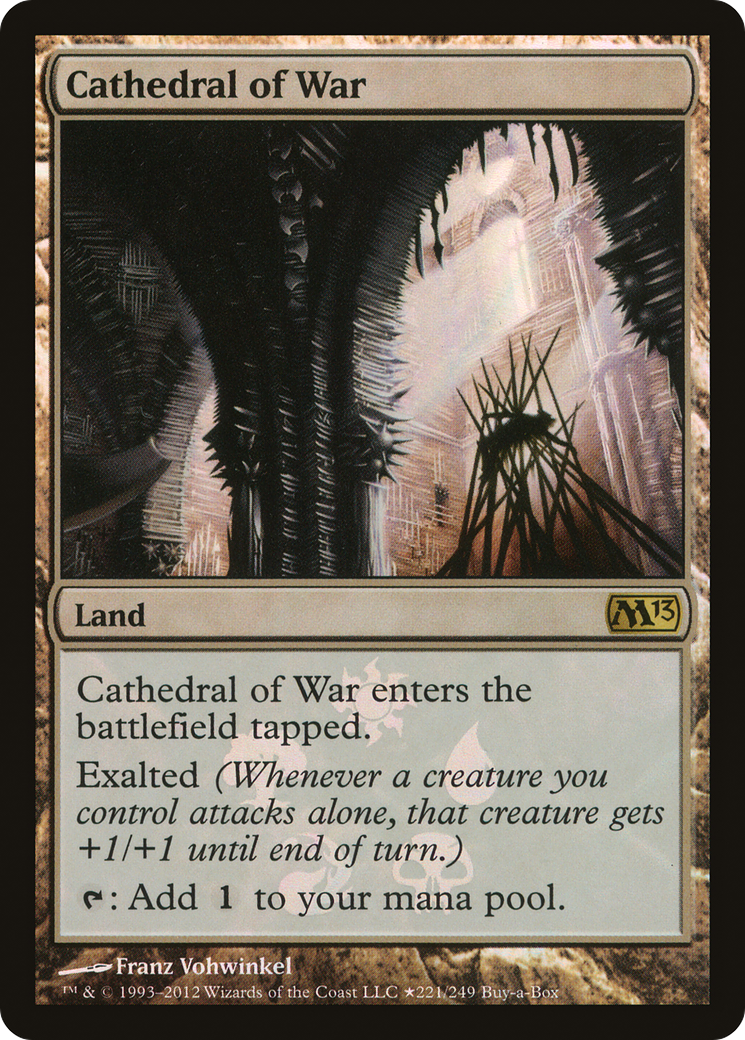 Cathedral of War
Land
M13
Cathedral of War enters the
battlefield tapped.
Exalted (Whenever a creature you
control attacks alone, that creature gets
+1/+1 until end of turn.)
: Add 1 to your mana pool.
Franz Vohwinkel
™ & © 1993–2012 Wizards of the Coast LLC ★221/249 Buy-a-Box